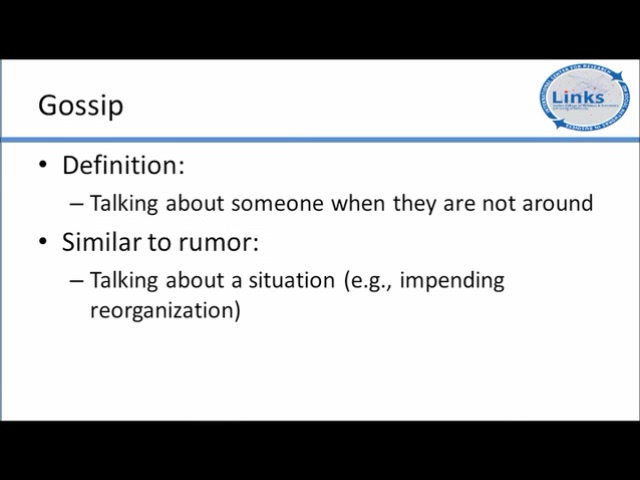 Gossip
Links
• Definition:
– Talking about someone when they are not around
• Similar to rumor:
– Talking about a situation (e.g., impending
reorganization)